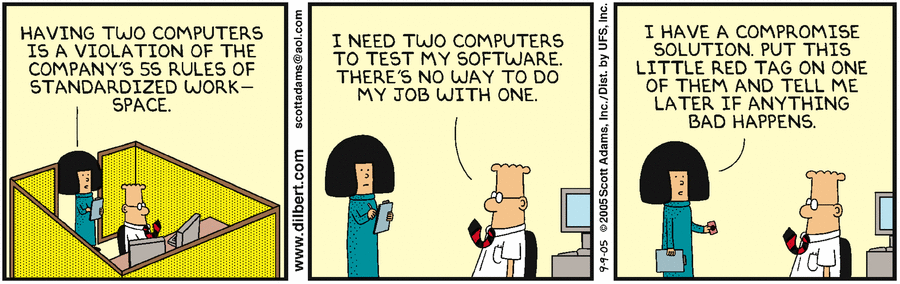 HAVING TWO COMPUTERS
IS A VIOLATION OF THE
COMPANY'S 5S RULES OF
STANDARDIZED WORK-
SPACE.
www.dilbert.com
scottadams@aol.com
I NEED TWO COMPUTERS
TO TEST MY SOFTWARE.
THERE'S NO WAY TO DO
MY JOB WITH ONE.
9-9-05 ©2005 Scott Adams, Inc./Dist. by UFS, Inc.
I HAVE A COMPROMISE
SOLUTION. PUT THIS
LITTLE RED TAG ON ONE
OF THEM AND TELL ME
LATER IF ANYTHING
BAD HAPPENS.